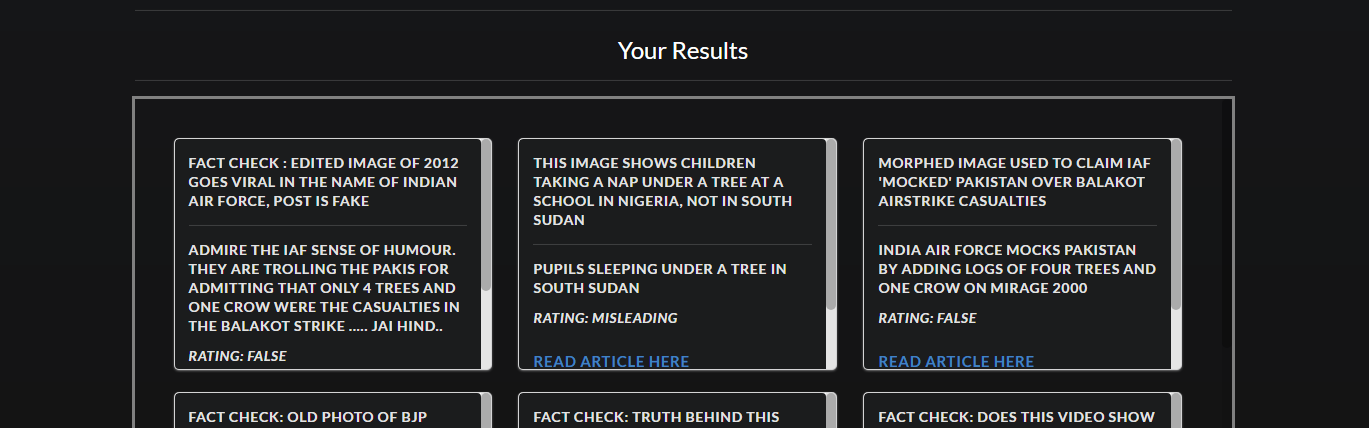 Your Results
FACT CHECK : EDITED IMAGE OF 2012
GOES VIRAL IN THE NAME OF INDIAN
AIR FORCE, POST IS FAKE
ADMIRE THE IAF SENSE OF HUMOUR.
THEY ARE TROLLING THE PAKIS FOR
ADMITTING THAT ONLY 4 TREES AND
ONE CROW WERE THE CASUALTIES IN
THE BALAKOT STRIKE ..... JAI HIND..
RATING: FALSE
THIS IMAGE SHOWS CHILDREN
TAKING A NAP UNDER A TREE AT A
SCHOOL IN NIGERIA, NOT IN SOUTH
SUDAN
PUPILS SLEEPING UNDER A TREE IN
SOUTH SUDAN
RATING: MISLEADING
READ ARTICLE HERE
MORPHED IMAGE USED TO CLAIM IAF
'MOCKED' PAKISTAN OVER BALAKOT
AIRSTRIKE CASUALTIES
INDIA AIR FORCE MOCKS PAKISTAN
BY ADDING LOGS OF FOUR TREES AND
ONE CROW ON MIRAGE 2000
RATING: FALSE
READ ARTICLE HERE
FACT CHECK: OLD PHOTO OF BJP
FACT CHECK: TRUTH BEHIND THIS
FACT CHECK: DOES THIS VIDEO SHOW